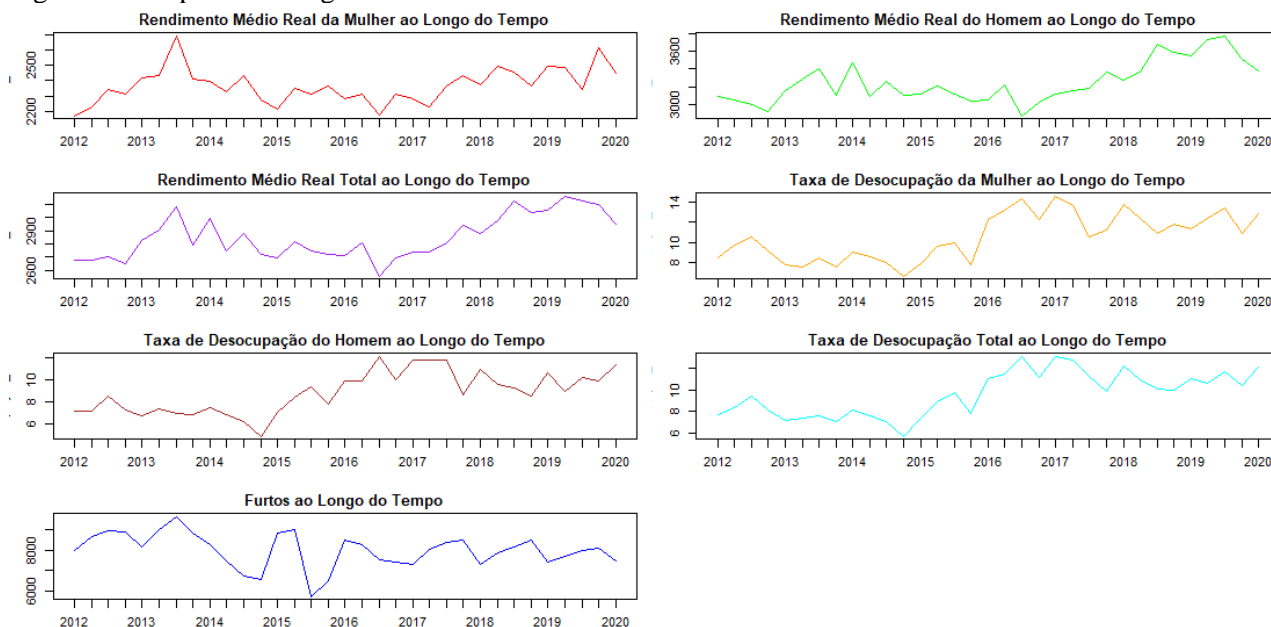 Rendimento Médio Real da Mulher ao Longo do Tempo
2500
2200
2012 2013 2014 2015 2016 2017 2018 2019 2020
Rendimento Médio Real do Homem ao Longo do Tempo
3600
3000
2012 2013 2014 2015 2016 2017 2018 2019 2020
Rendimento Médio Real Total ao Longo do Tempo
2900
2600
2012 2013 2014 2015 2016 2017 2018 2019 2020
Taxa de Desocupação da Mulher ao Longo do Tempo
14
10
8
2012 2013 2014 2015 2016 2017 2018 2019 2020
Taxa de Desocupação do Homem ao Longo do Tempo
10
8
6
2012 2013 2014 2015 2016 2017 2018 2019 2020
Taxa de Desocupação Total ao Longo do Tempo
10
8
6
2012 2013 2014 2015 2016 2017 2018 2019 2020
Furtos ao Longo do Tempo
8000
6000
2012 2013 2014 2015 2016 2017 2018 2019 2020